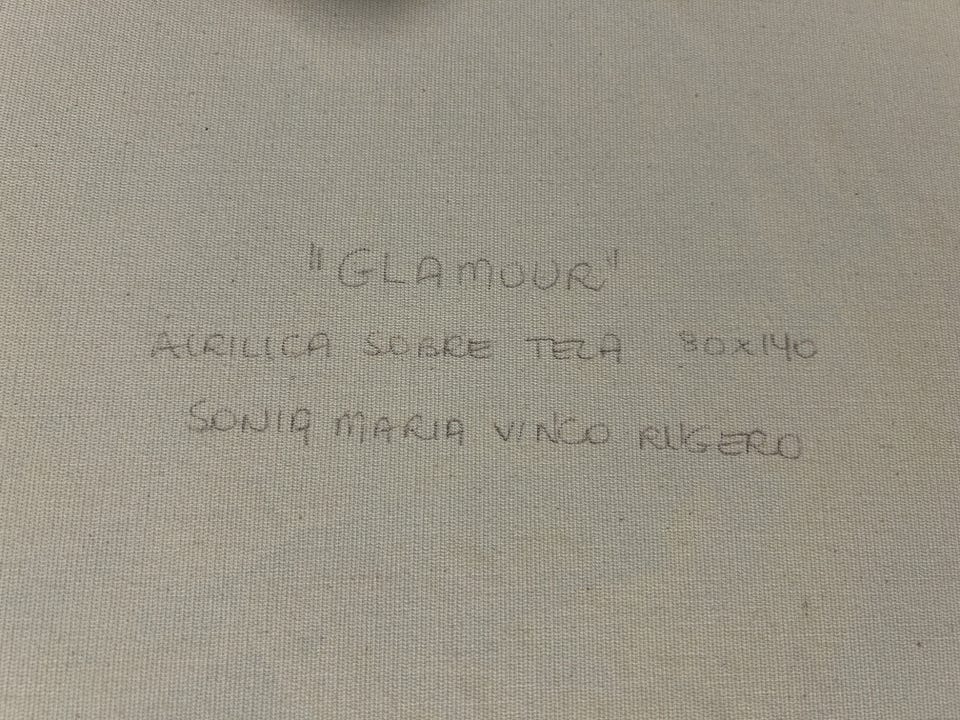 "GLAMOUR"
ACRILICA SOBRE TELA 80X140
SONIA MARIA VINCO RUGERO